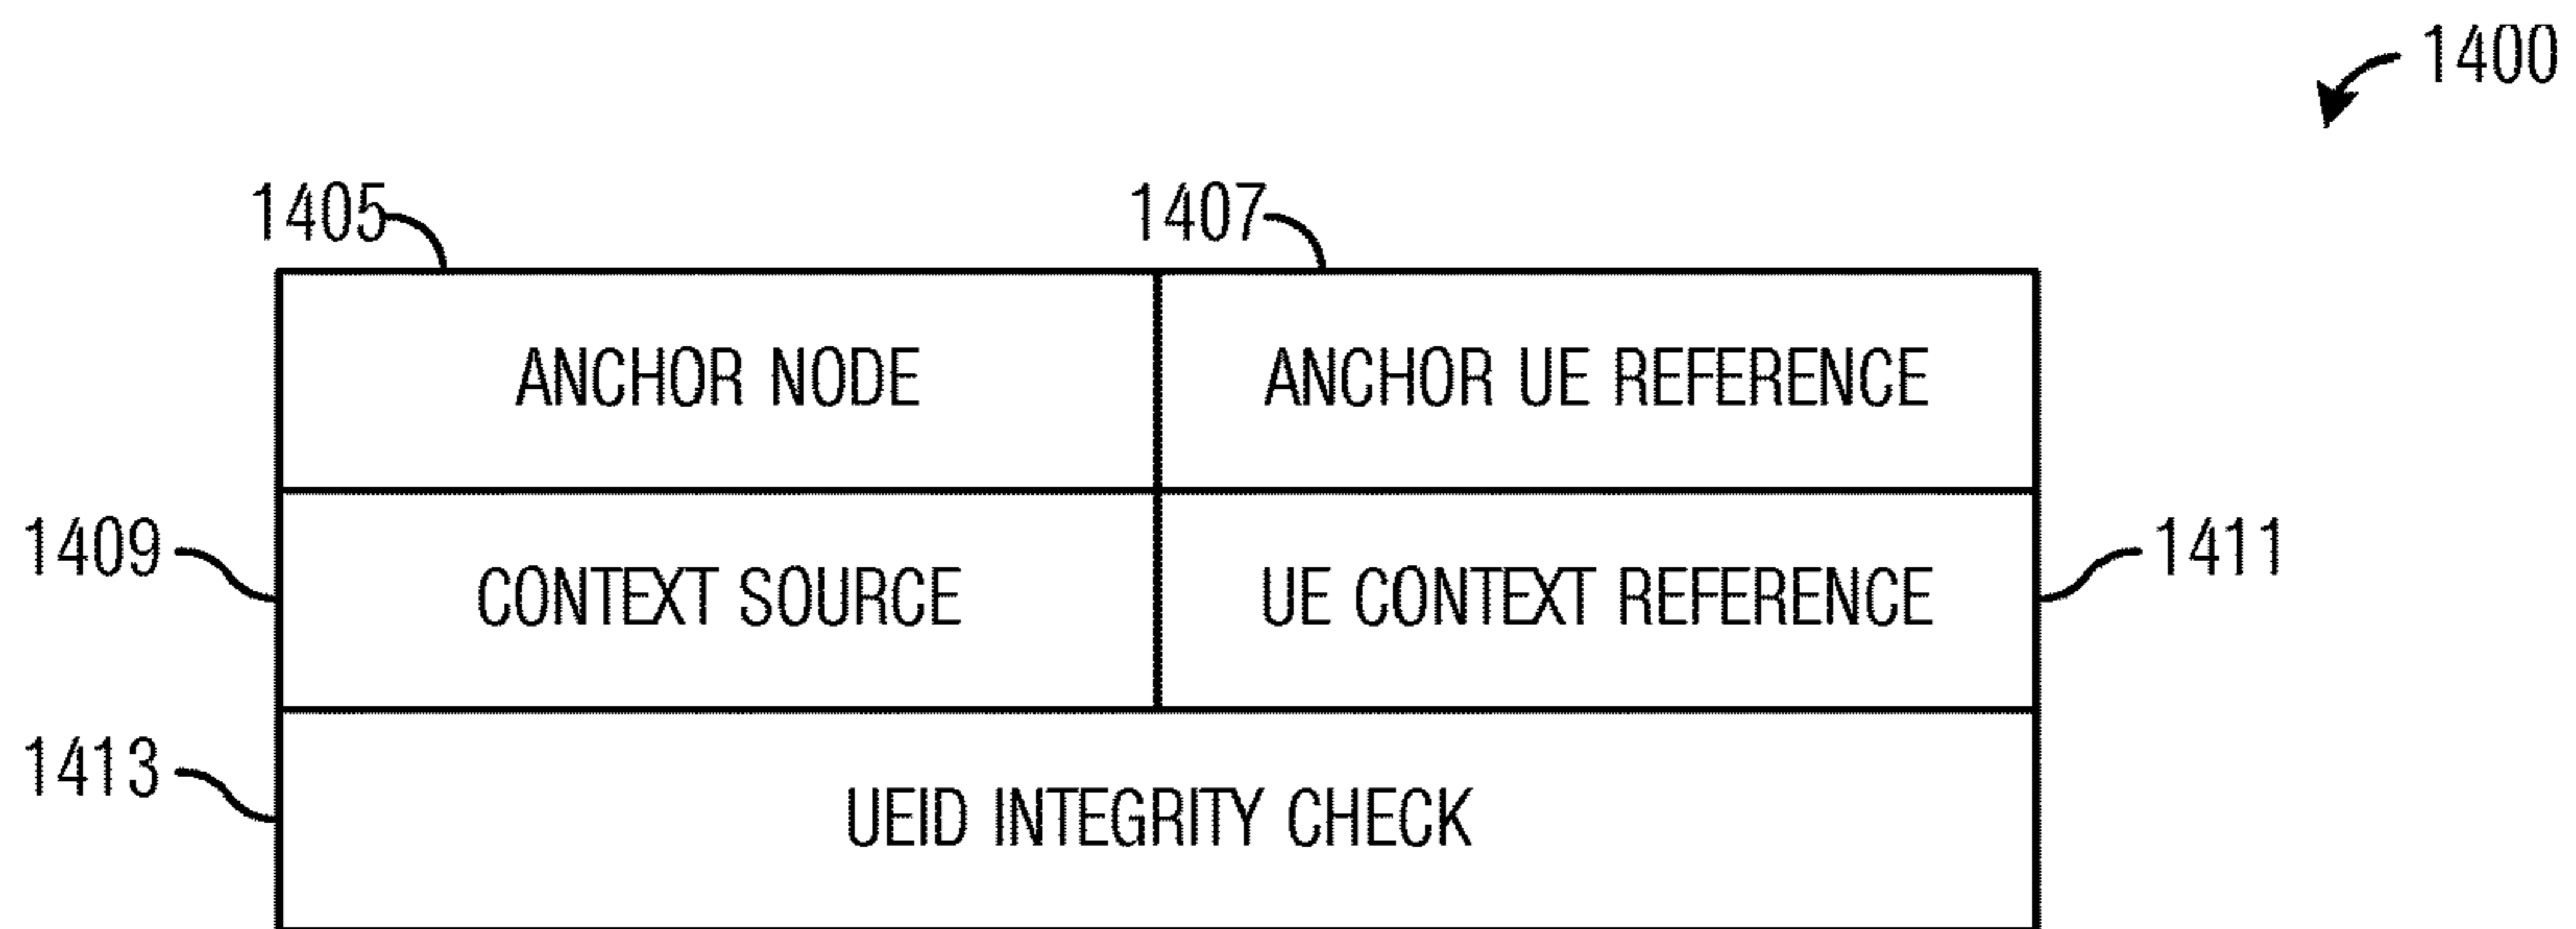 1400
1405 1407
ANCHOR NODE ANCHOR UE REFERENCE
1409 CONTEXT SOURCE UE CONTEXT REFERENCE 1411
1413 UEID INTEGRITY CHECK